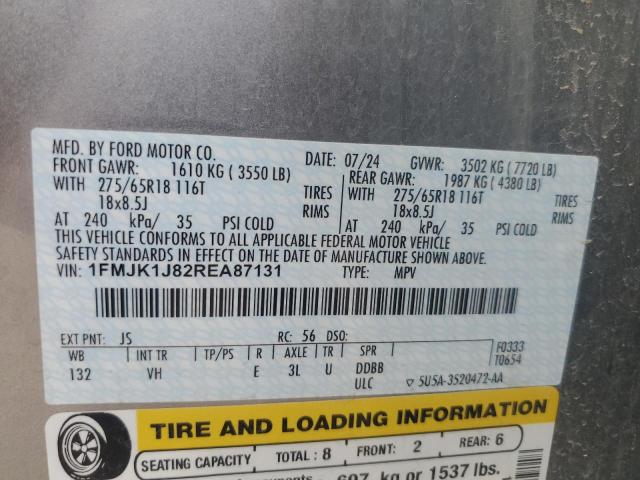 MFD. BY FORD MOTOR CO.
DATE: 07/24 GVWR: 3502 KG ( 7720 LB)
FRONT GAWR: 1610 KG ( 3550 LB)
REAR GAWR: 1987 KG ( 4380 LB)
WITH 275/65R18 116T TIRES
WITH 275/65R18 116T TIRES
18x8.5J RIMS
18x8.5J RIMS
AT 240 kPa/ 35 PSI COLD
AT 240 kPa/ 35 PSI COLD
THIS VEHICLE CONFORMS TO ALL APPLICABLE FEDERAL MOTOR VEHICLE
SAFETY STANDARDS IN EFFECT ON THE DATE OF MANUFACTURE SHOWN ABOVE.
VIN: 1FMJK1J82REA87131 TYPE: MPV
EXT PNT: JS RC: 56 DSO:
F0333
T0654
WB INT TR TP/PS R AXLE TR SPR
132 VH E 3L U DDBB
ULC ▽ 5U5A-3520472-AA
TIRE AND LOADING INFORMATION
SEATING CAPACITY TOTAL : 8 FRONT: 2 REAR: 6
697 kg or 1537 lbs.